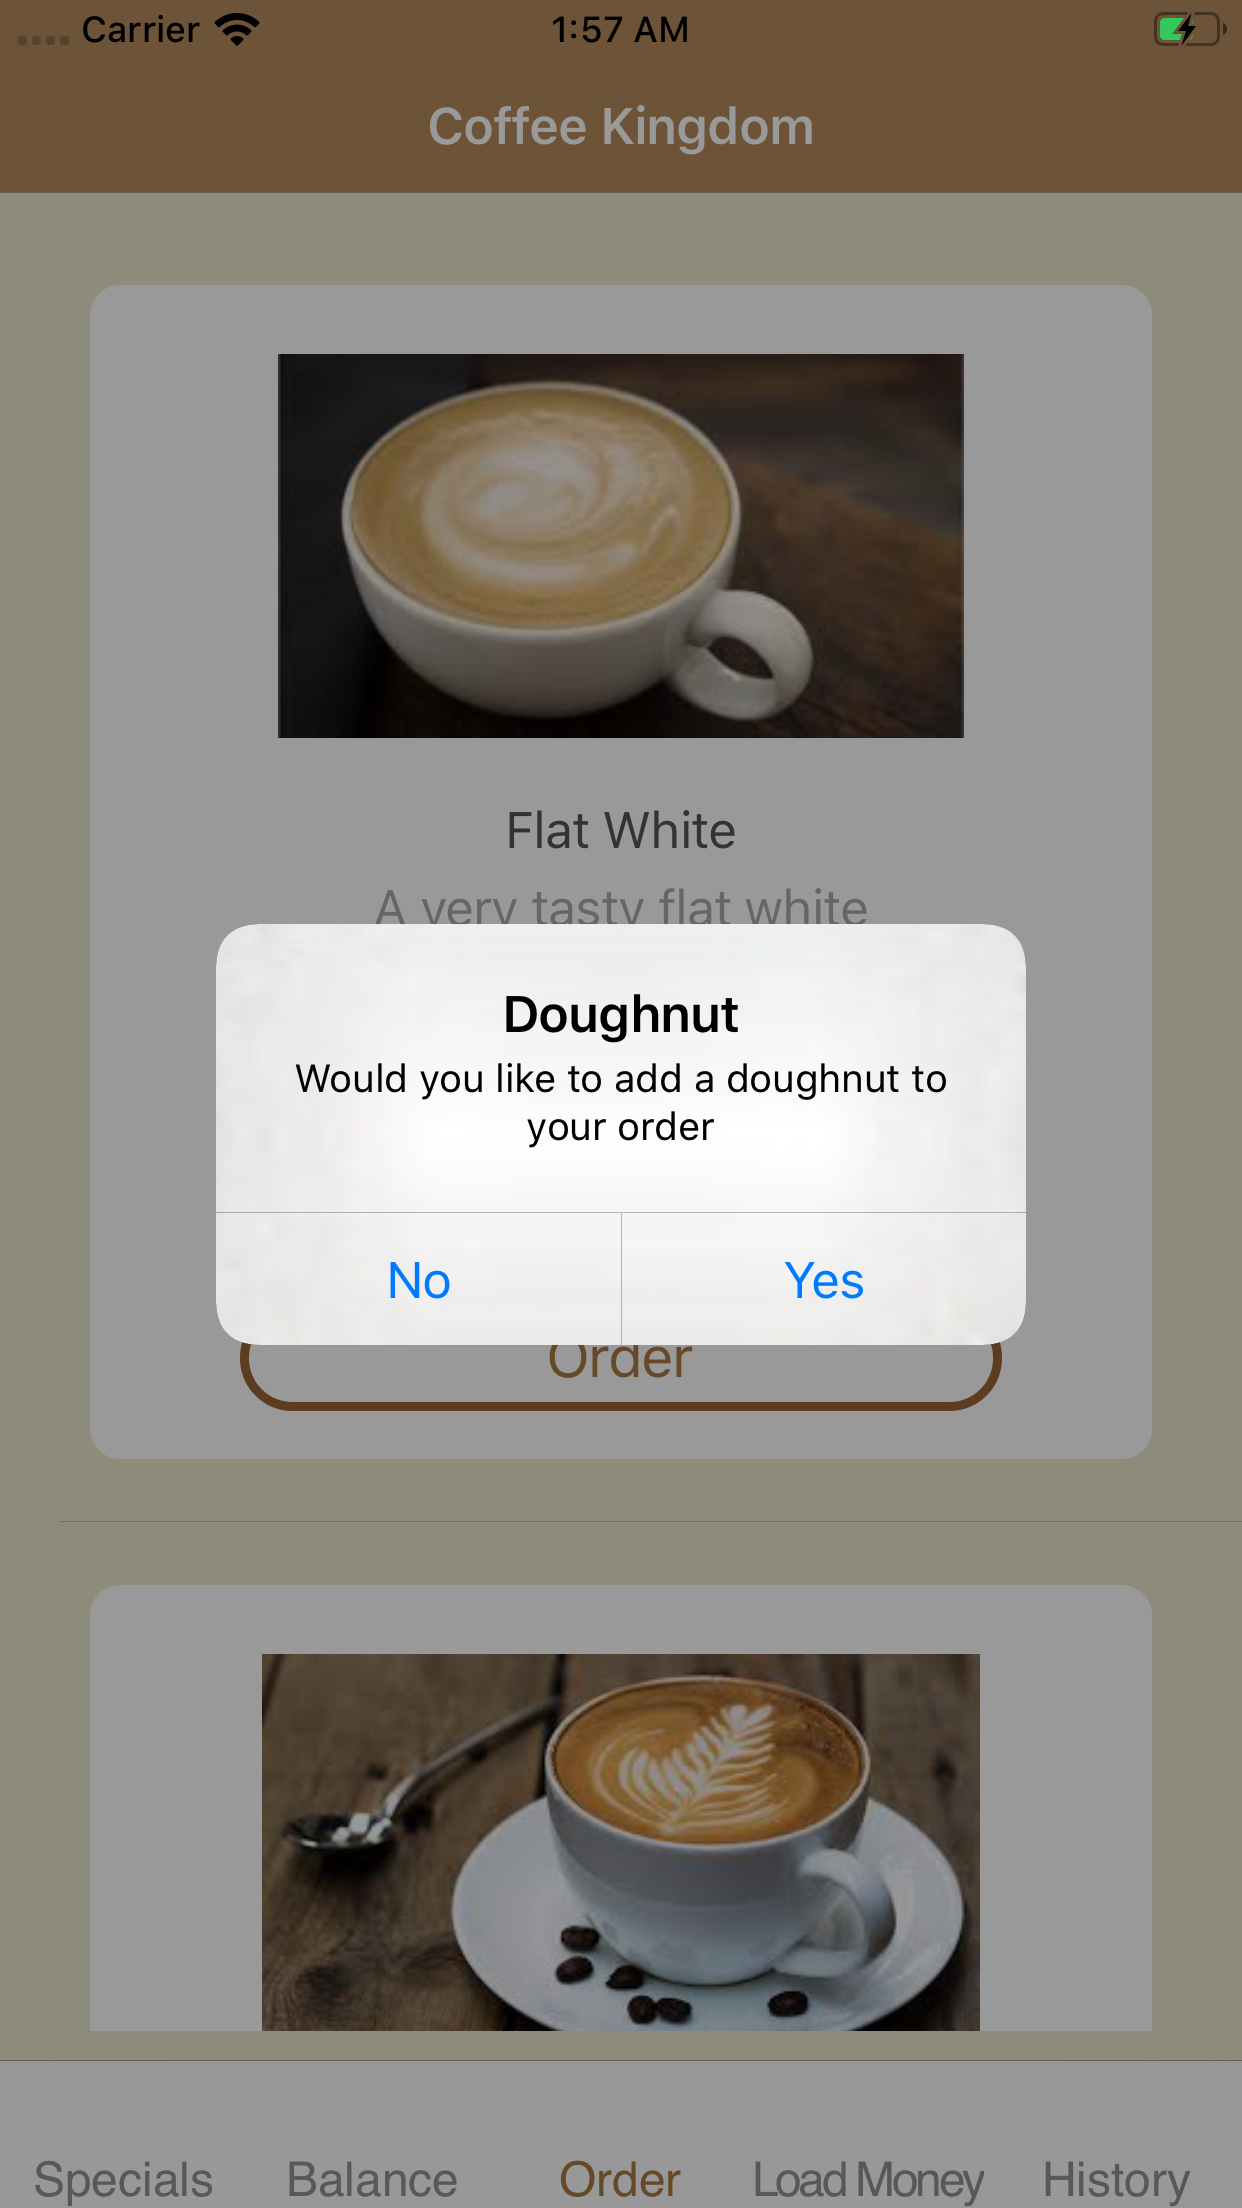 Carrier 1:57 AM
Coffee Kingdom
Flat White
A very tasty flat white
Doughnut
Would you like to add a doughnut to
your order
No Yes
Order
Specials Balance Order Load Money History